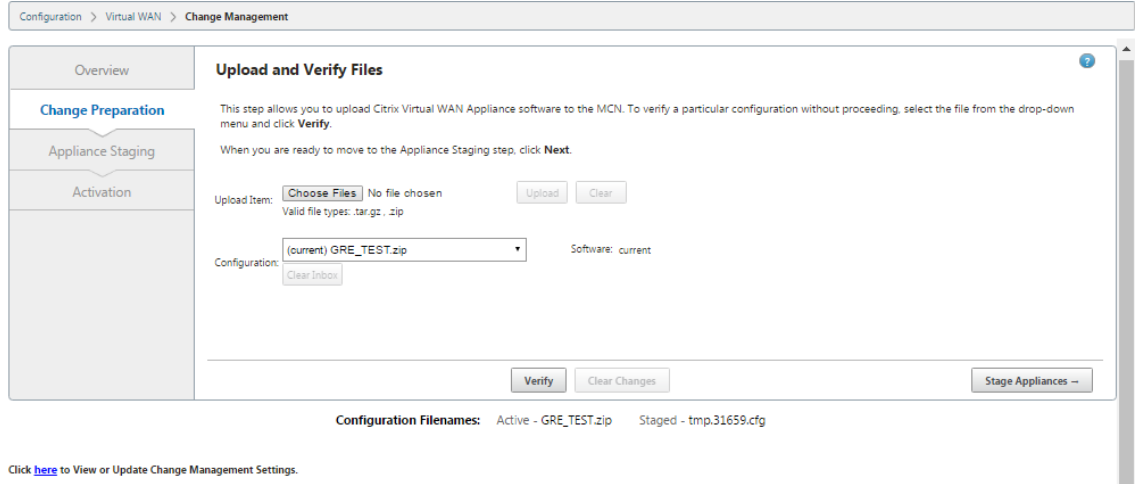 Configuration > Virtual WAN > Change Management
Overview
Change Preparation
Appliance Staging
Activation
Upload and Verify Files
?
This step allows you to upload Citrix Virtual WAN Appliance software to the MCN. To verify a particular configuration without proceeding, select the file from the drop-down
menu and click Verify.
When you are ready to move to the Appliance Staging step, click Next.
Upload Item: Choose Files No file chosen Upload Clear
Valid file types: .tar.gz , .zip
Configuration: (current) GRE_TEST.zip Software: current
Clear Inbox
Verify Clear Changes Stage Appliances →
Configuration Filenames: Active - GRE_TEST.zip Staged - tmp.31659.cfg
Click here to View or Update Change Management Settings.